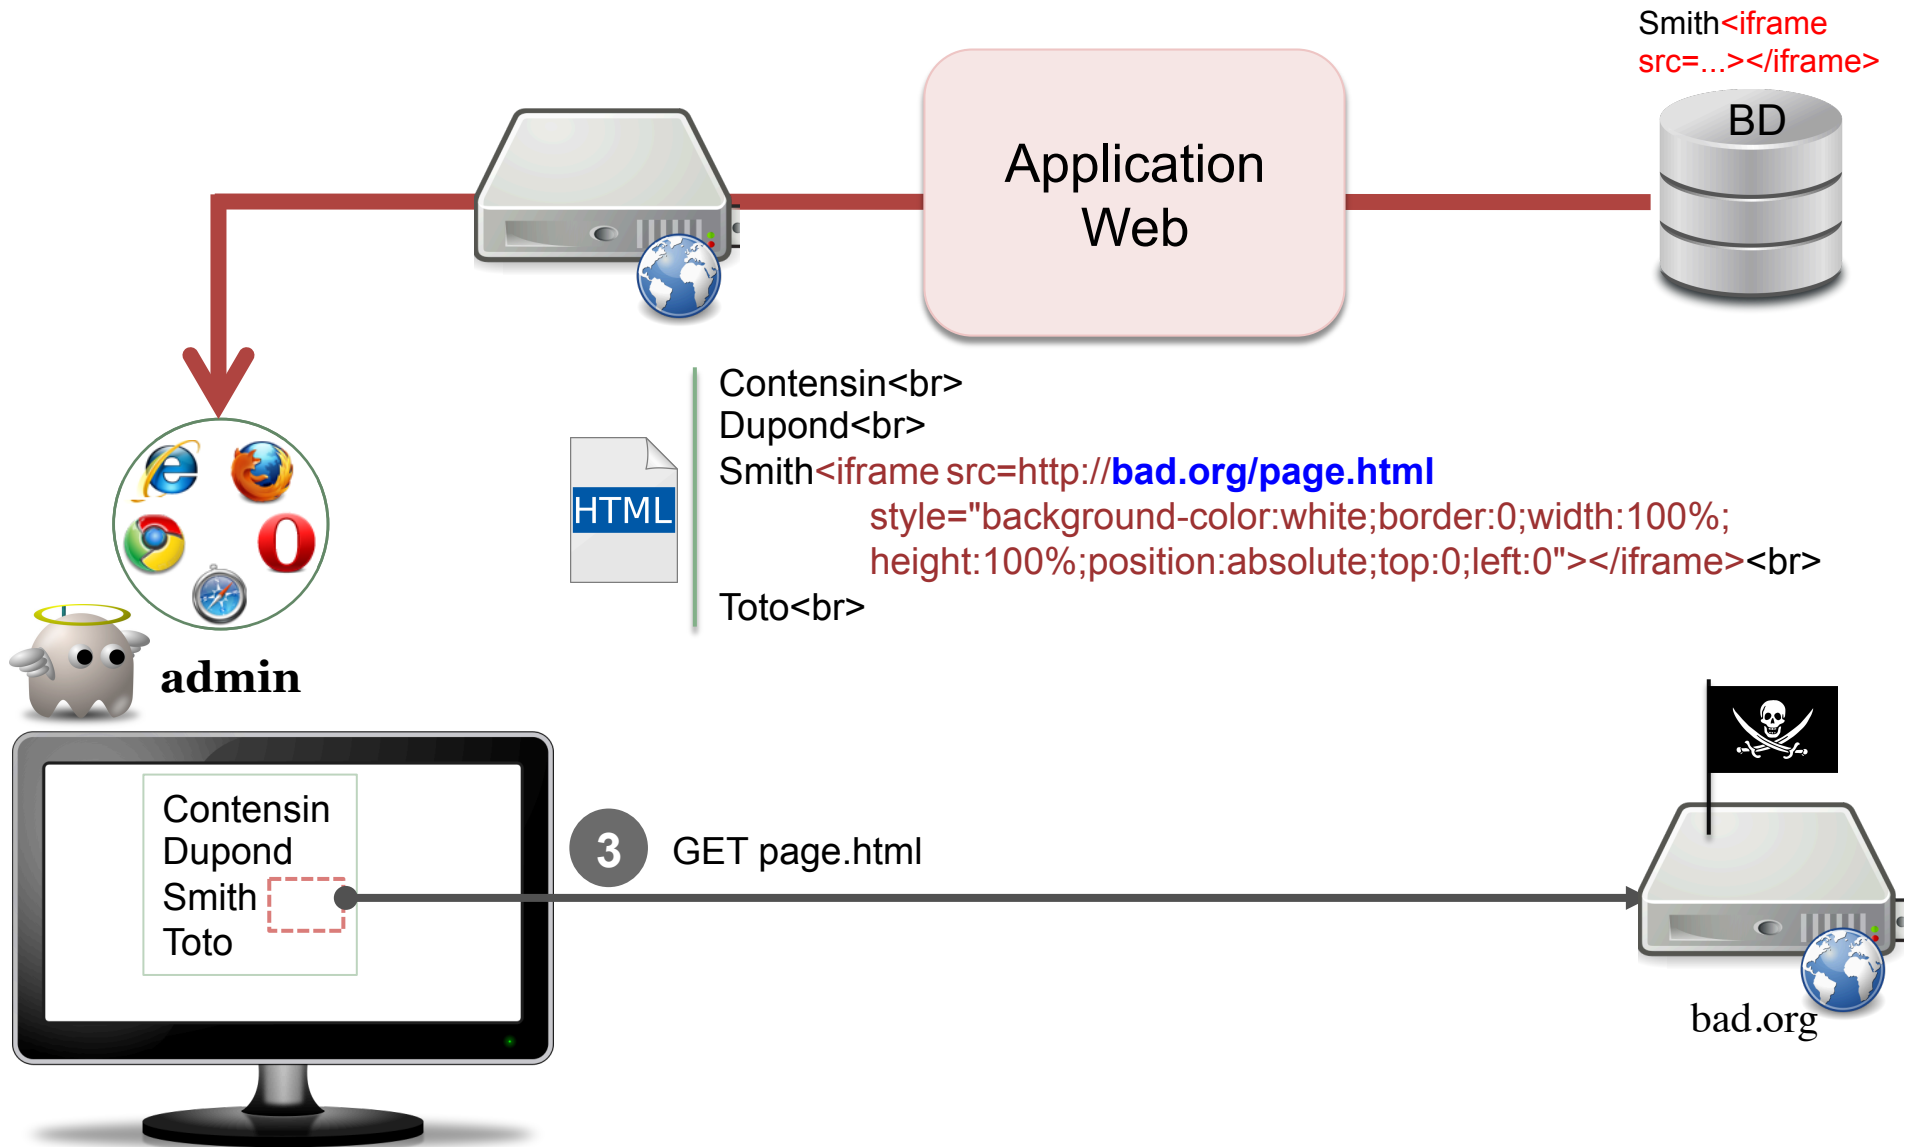 Smith<iframe
src=...></iframe>
BD
Application
Web
Contensin<br>
Dupond<br>
Smith<iframe src=http://bad.org/page.html
style="background-color:white;border:0;width:100%;
height:100%;position:absolute;top:0;left:0"></iframe><br>
Toto<br>
HTML
admin
Contensin
Dupond
Smith
Toto
3
GET page.html
bad.org